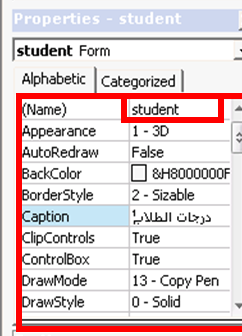 Properties - student
student Form
Alphabetic Categorized
(Name) student
Appearance 1 - 3D
AutoRedraw False
BackColor &H8000000F
BorderStyle 2 - Sizable
Caption درجات الطلاب
ClipControls True
ControlBox True
DrawMode 13 - Copy Pen
DrawStyle 0 - Solid